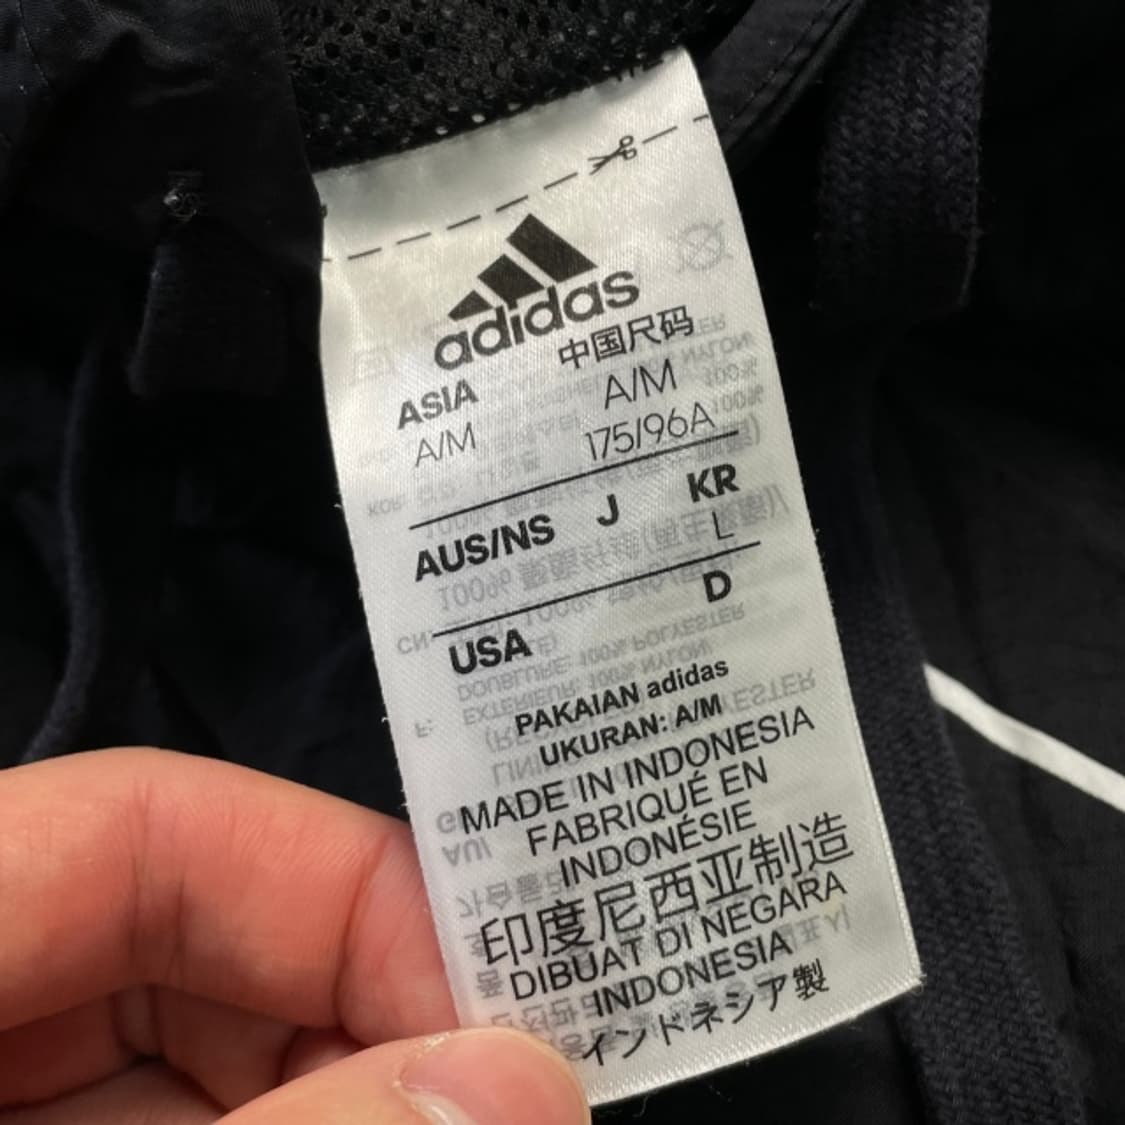 adidas
ASIA 中国尺码
A/M A/M
175/96A
AUS/NS J KR
L
USA D
PAKAIAN adidas
UKURAN: A/M
MADE IN INDONESIA
FABRIQUÉ EN
INDONÉSIE
印度尼西亚制造
DIBUAT DI NEGARA
INDONESIA
インドネシア製